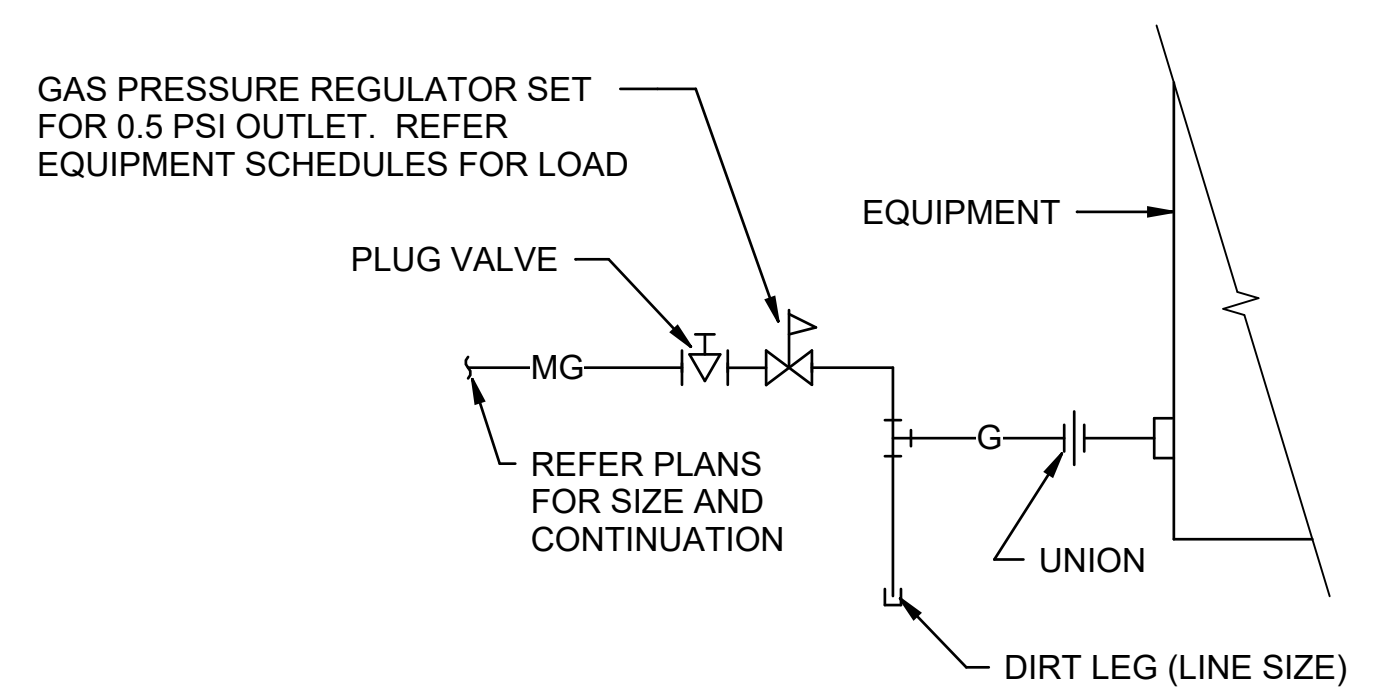 GAS PRESSURE REGULATOR SET
FOR 0.5 PSI OUTLET. REFER
EQUIPMENT SCHEDULES FOR LOAD
EQUIPMENT
PLUG VALVE
MG
G
REFER PLANS
FOR SIZE AND
CONTINUATION
UNION
DIRT LEG (LINE SIZE)